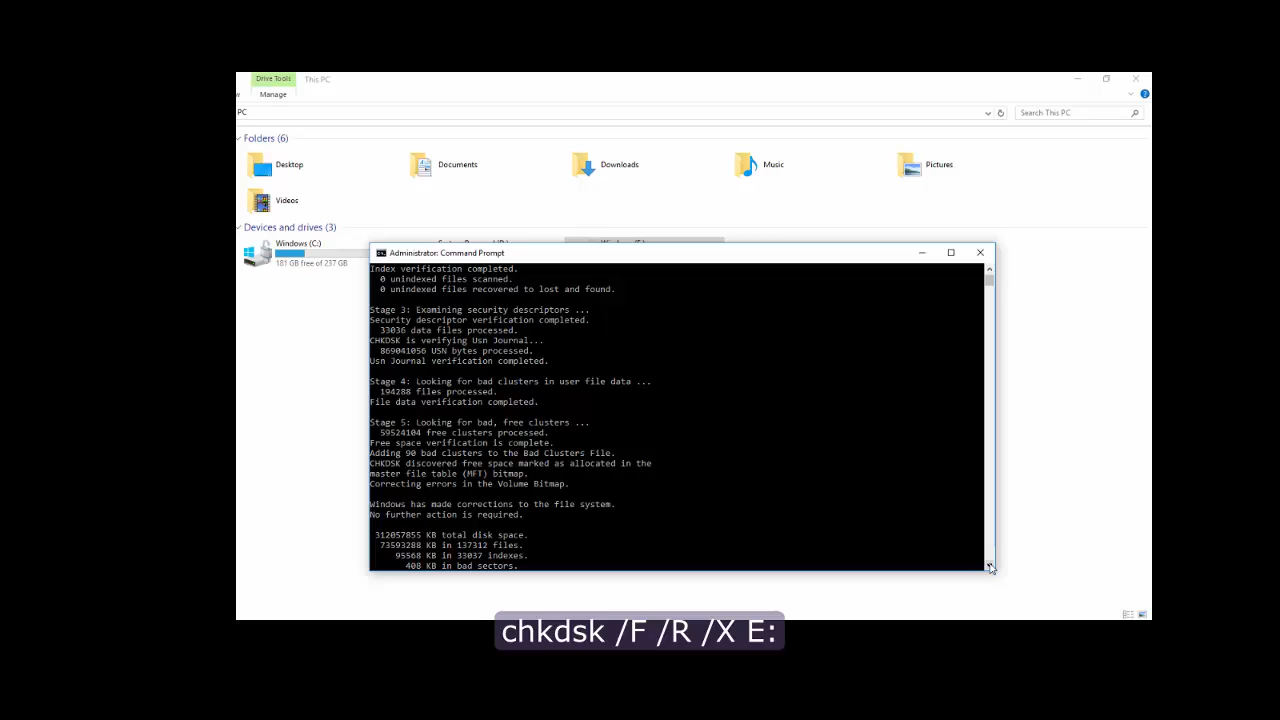 Drive Tools
This PC
Manage
PC
Search This PC
Folders (6)
Desktop
Documents
Downloads
Music
Pictures
Videos
Devices and drives (3)
Windows (C:)
181 GB free of 237 GB
Administrator: Command Prompt
Index verification completed.
0 unindexed files scanned.
0 unindexed files recovered to lost and found.
Stage 3: Examining security descriptors ...
Security descriptor verification completed.
33036 data files processed.
CHKDSK is verifying Usn Journal...
869041056 USN bytes processed.
Usn Journal verification completed.
Stage 4: Looking for bad clusters in user file data ...
194288 files processed.
File data verification completed.
Stage 5: Looking for bad, free clusters ...
59524104 free clusters processed.
Free space verification is complete.
Adding 90 bad clusters to the Bad Clusters File.
CHKDSK discovered free space marked as allocated in the
master file table (MFT) bitmap.
Correcting errors in the Volume Bitmap.
Windows has made corrections to the file system.
No further action is required.
312057855 KB total disk space.
73593288 KB in 137312 files.
95568 KB in 33037 indexes.
408 KB in bad sectors.
chkdsk /F /R /X E: